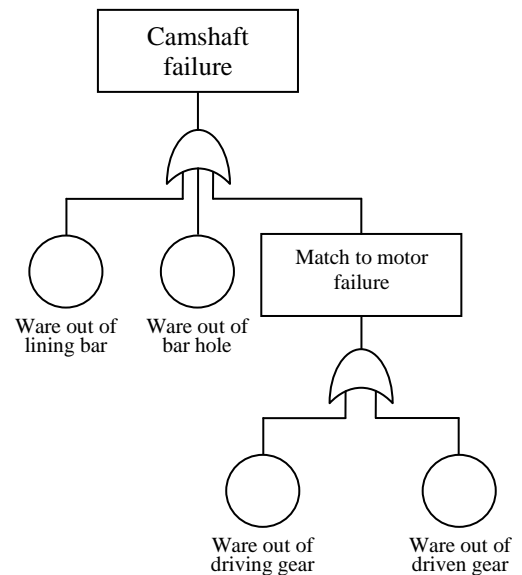 Camshaft
failure
Match to motor
failure
Ware out of
lining bar
Ware out of
bar hole
Ware out of
driving gear
Ware out of
driven gear